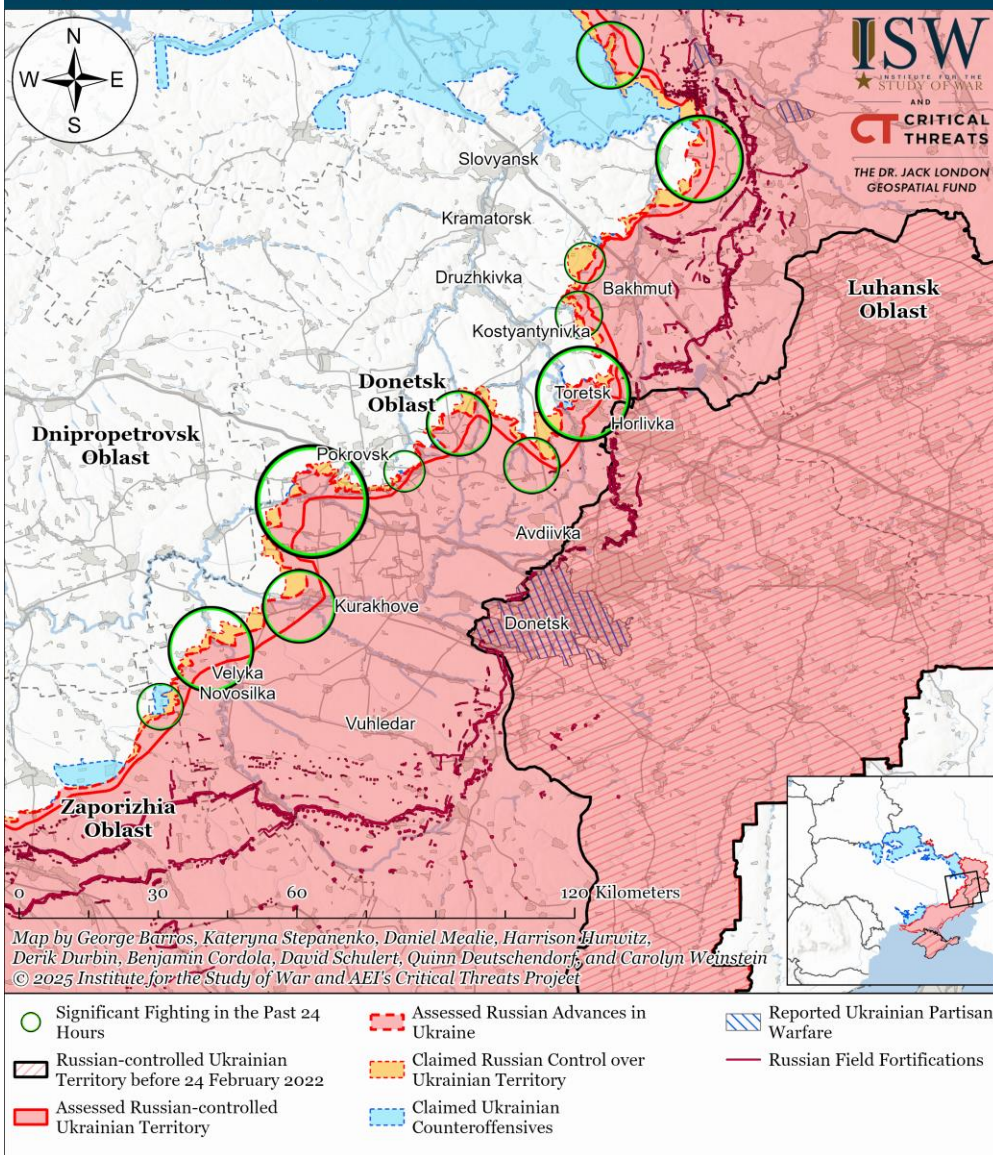 N
W
E
S
ISW
INSTITUTE FOR THE
STUDY OF WAR
AND
CT CRITICAL
THREATS
THE DR. JACK LONDON
GEOSPATIAL FUND
Slovyansk
Kramatorsk
Druzhkivka
Bakhmut
Luhansk
Oblast
Kostyantynivka
Donetsk
Oblast
Toretsk
Horlivka
Dnipropetrovsk
Oblast
Pokrovsk
Avdiivka
Kurakhove
Donetsk
Velyka
Novosilka
Vuhledar
Zaporizhia
Oblast
0 30 60 120 Kilometers
Map by George Barros, Kateryna Stepanenko, Daniel Mealie, Harrison Hurwitz,
Derik Durbin, Benjamin Cordola, David Schulert, Quinn Deutschendorf, and Carolyn Weinstein
© 2025 Institute for the Study of War and AEI's Critical Threats Project
Significant Fighting in the Past 24
Hours
Russian-controlled Ukrainian
Territory before 24 February 2022
Assessed Russian-controlled
Ukrainian Territory
Assessed Russian Advances in
Ukraine
Claimed Russian Control over
Ukrainian Territory
Claimed Ukrainian
Counteroffensives
Reported Ukrainian Partisan
Warfare
Russian Field Fortifications